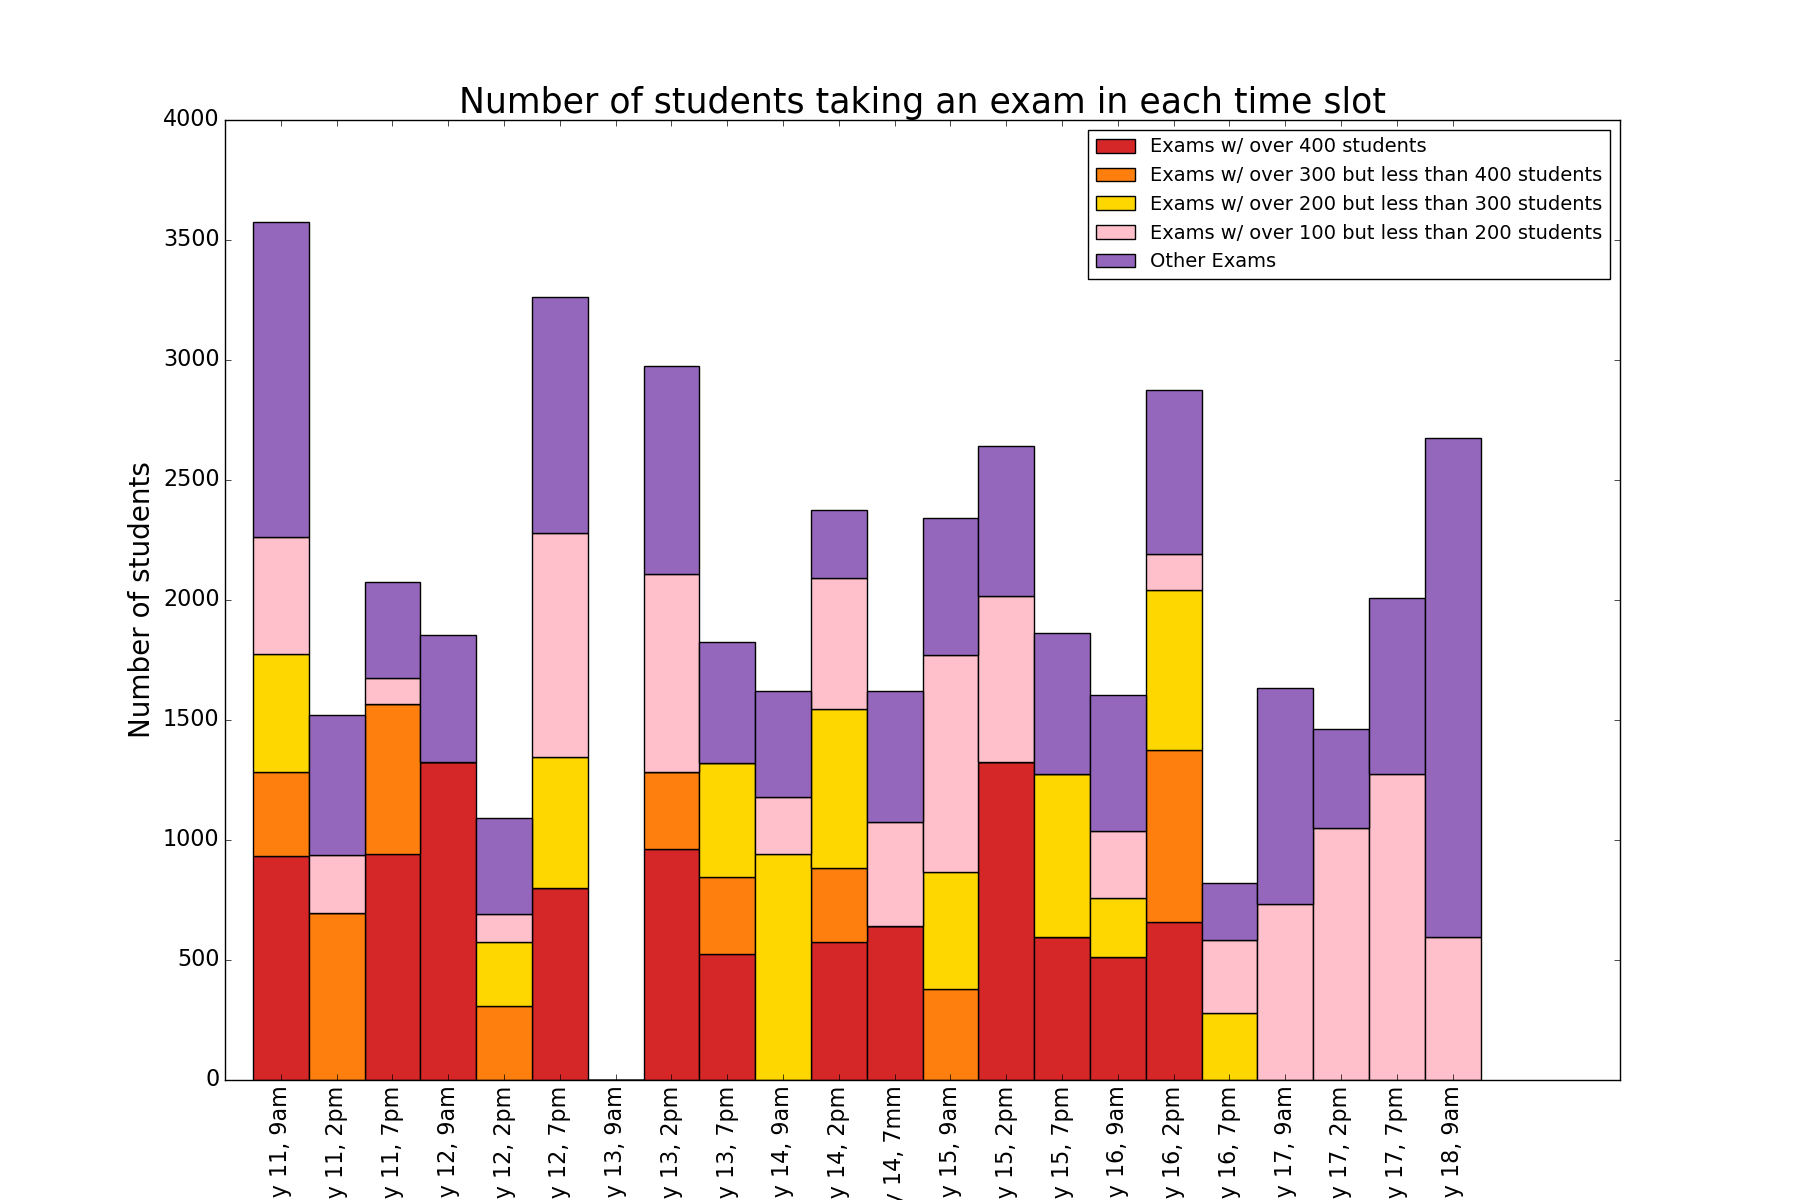 Number of students taking an exam in each time slot
4000
3500
3000
2500
2000
1500
1000
500
0
Number of students
Exams w/ over 400 students
Exams w/ over 300 but less than 400 students
Exams w/ over 200 but less than 300 students
Exams w/ over 100 but less than 200 students
Other Exams
y 11, 9am
y 11, 2pm
y 11, 7pm
y 12, 9am
y 12, 2pm
y 12, 7pm
y 13, 9am
y 13, 2pm
y 13, 7pm
y 14, 9am
y 14, 2pm
y 14, 7mm
y 15, 9am
y 15, 2pm
y 15, 7pm
y 16, 9am
y 16, 2pm
y 16, 7pm
y 17, 9am
y 17, 2pm
y 17, 7pm
y 18, 9am